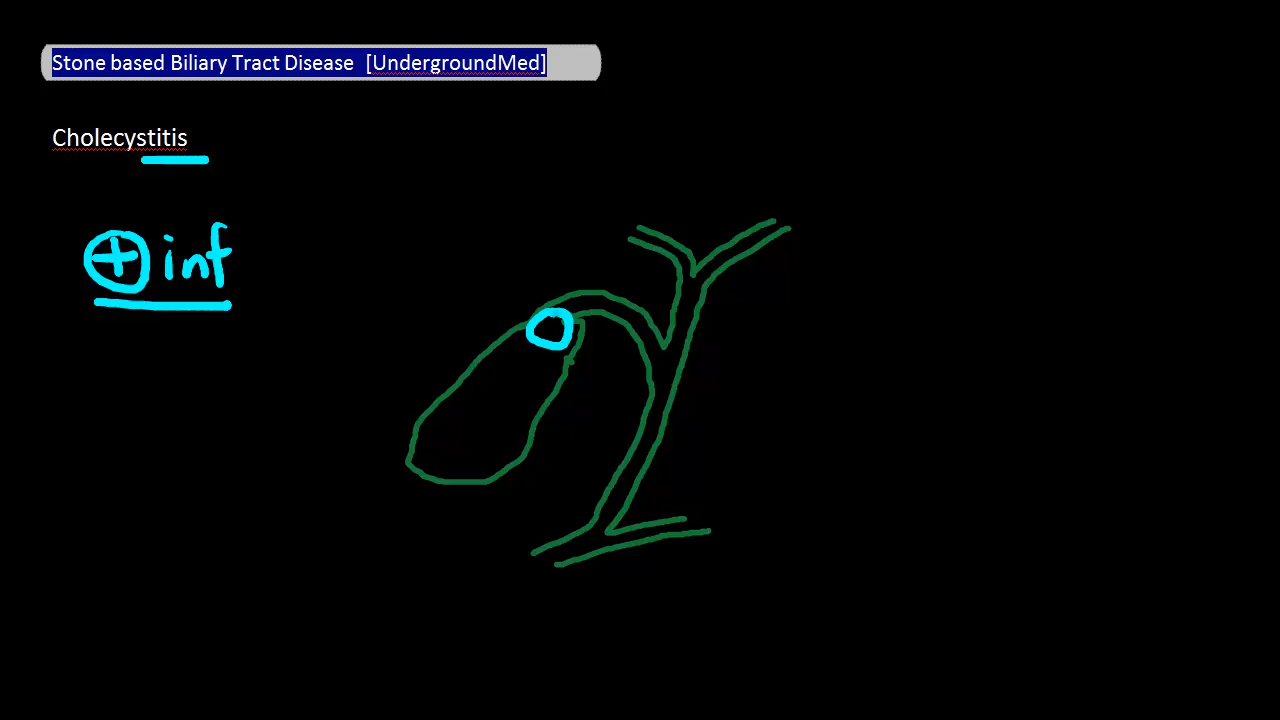 Stone based Biliary Tract Disease [UndergroundMed]
Cholecystitis
+ inf